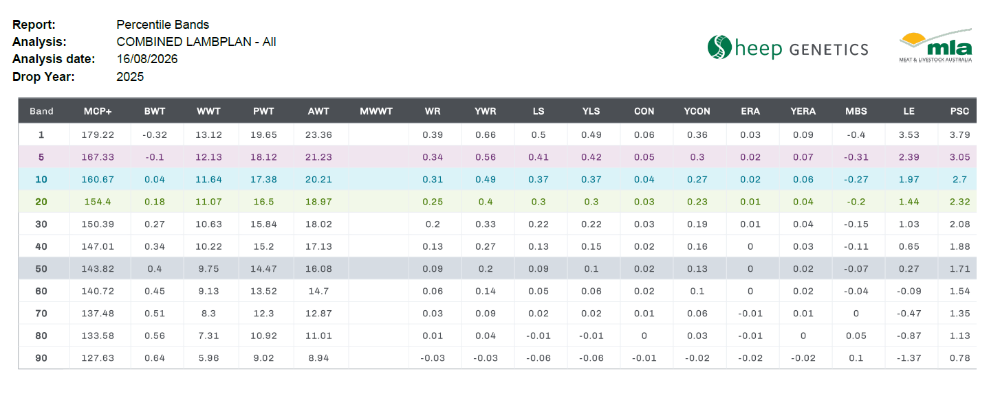 Report: Percentile Bands
Analysis: COMBINED LAMBPLAN - All
Analysis date: 16/08/2026
Drop Year: 2025
Sheep GENETICS
mla
MEAT & LIVESTOCK AUSTRALIA
Band MCP+ BWT WWT PWT AWT MWWT WR YWR LS YLS CON YCON ERA YERA MBS LE PSC
1 179.22 -0.32 13.12 19.65 23.36 0.39 0.66 0.5 0.49 0.06 0.36 0.03 0.09 -0.4 3.53 3.79
5 167.33 -0.1 12.13 18.12 21.23 0.34 0.56 0.41 0.42 0.05 0.3 0.02 0.07 -0.31 2.39 3.05
10 160.67 0.04 11.64 17.38 20.21 0.31 0.49 0.37 0.37 0.04 0.27 0.02 0.06 -0.27 1.97 2.7
20 154.4 0.18 11.07 16.5 18.97 0.25 0.4 0.3 0.3 0.03 0.23 0.01 0.04 -0.2 1.44 2.32
30 150.39 0.27 10.63 15.84 18.02 0.2 0.33 0.22 0.22 0.03 0.19 0.01 0.04 -0.15 1.03 2.08
40 147.01 0.34 10.22 15.2 17.13 0.13 0.27 0.13 0.15 0.02 0.16 0 0.03 -0.11 0.65 1.88
50 143.82 0.4 9.75 14.47 16.08 0.09 0.2 0.09 0.1 0.02 0.13 0 0.02 -0.07 0.27 1.71
60 140.72 0.45 9.13 13.52 14.7 0.06 0.14 0.05 0.06 0.02 0.1 0 0.02 -0.04 -0.09 1.54
70 137.48 0.51 8.3 12.3 12.87 0.03 0.09 0.02 0.02 0.01 0.06 -0.01 0.01 0 -0.47 1.35
80 133.58 0.56 7.31 10.92 11.01 0.01 0.04 -0.01 -0.01 0 0.03 -0.01 0 0.05 -0.87 1.13
90 127.63 0.64 5.96 9.02 8.94 -0.03 -0.03 -0.06 -0.06 -0.01 -0.02 -0.02 -0.02 0.1 -1.37 0.78